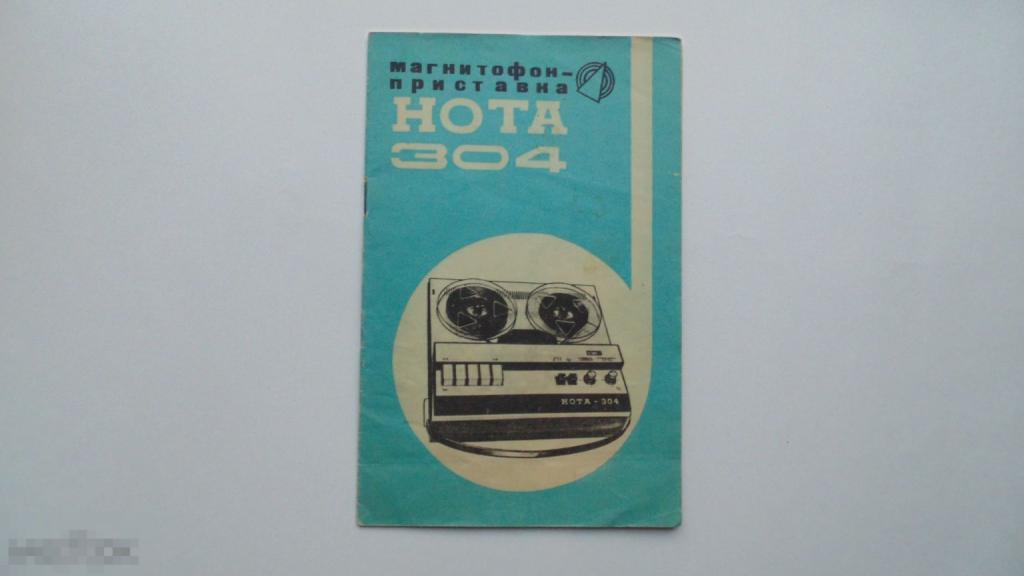 магнитофон-
приставка
НОТА
304
НОТА - 304